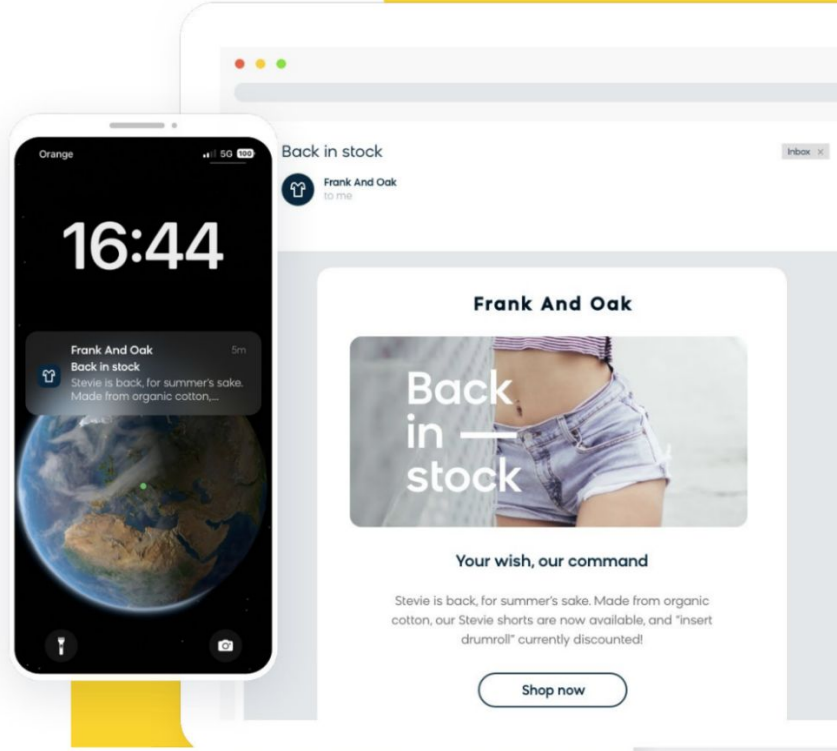 Orange
5G 100
16:44
Frank And Oak 5m
Back in stock
Stevie is back, for summer's sake.
Made from organic cotton,...
Back in stock
Inbox ×
Frank And Oak
to me
Frank And Oak
Back
in —
stock
Your wish, our command
Stevie is back, for summer's sake. Made from organic
cotton, our Stevie shorts are now available, and "insert
drumroll" currently discounted!
Shop now